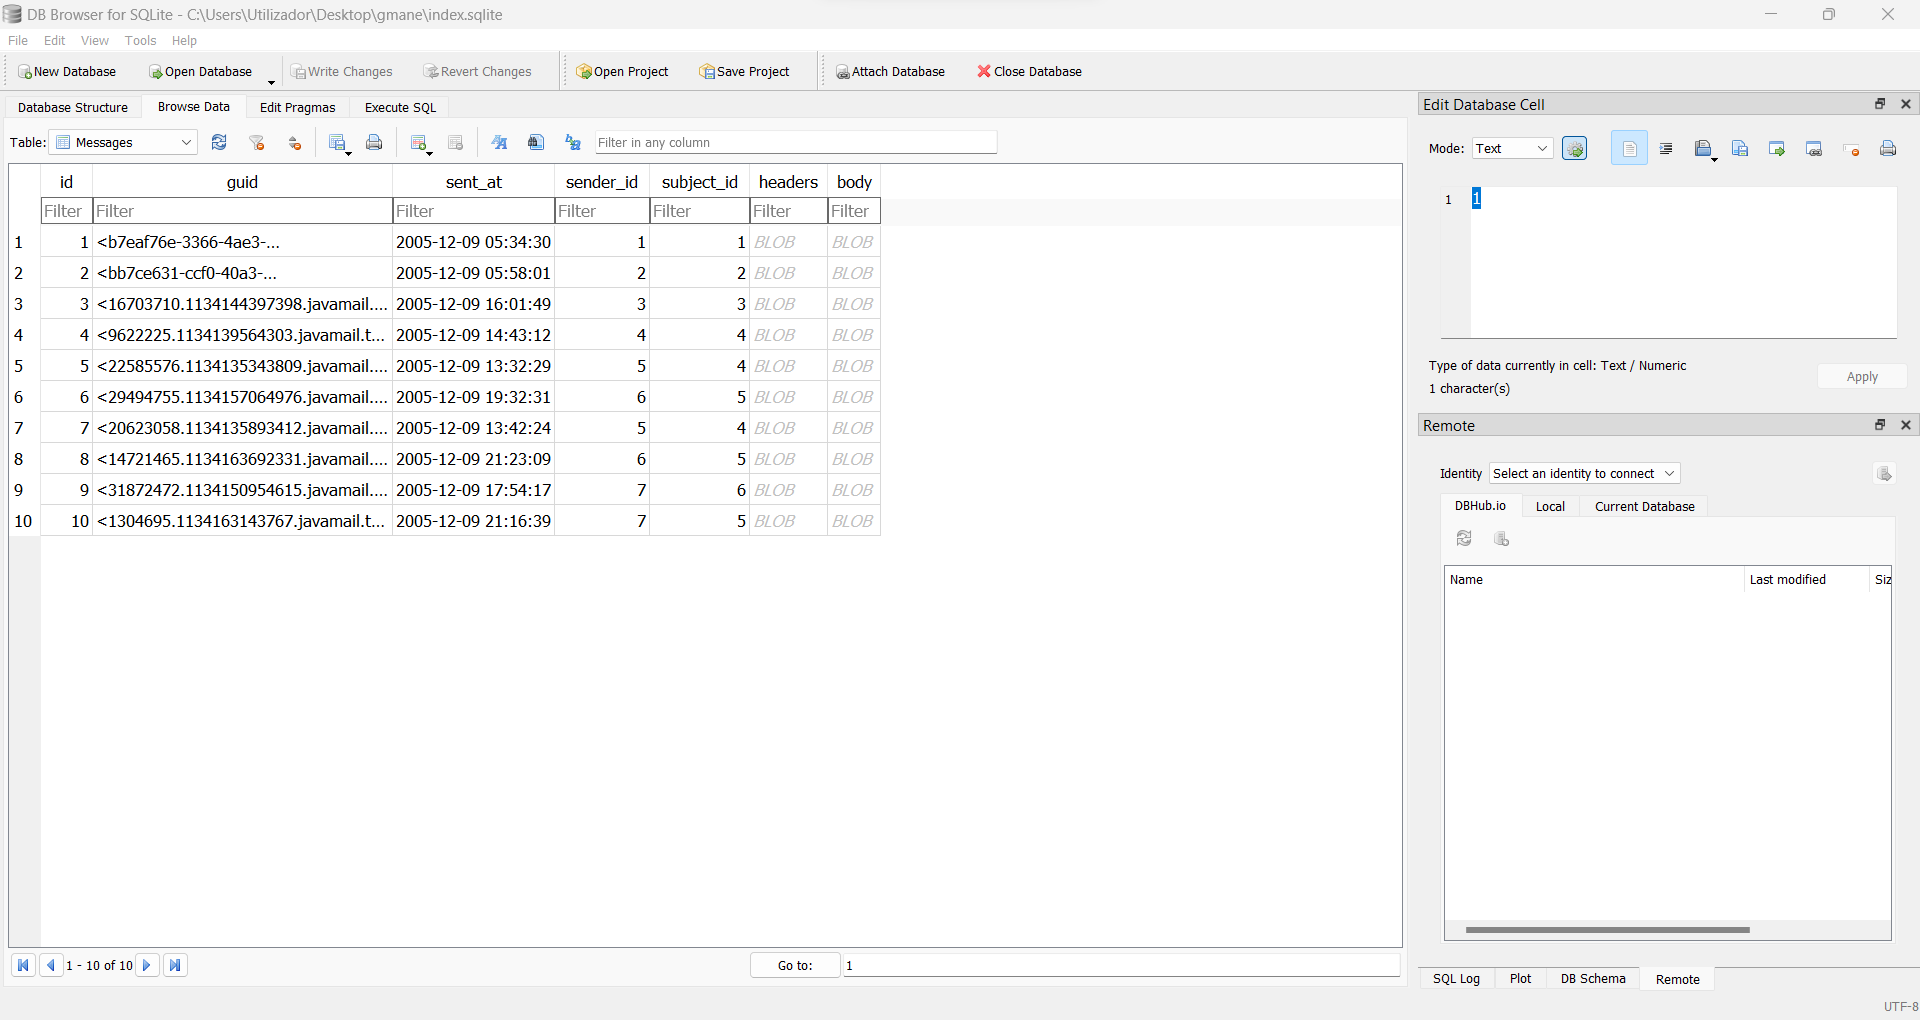 DB Browser for SQLite - C:\Users\Utilizador\Desktop\gmane\index.sqlite
File Edit View Tools Help
New Database Open Database Write Changes Revert Changes Open Project Save Project Attach Database Close Database
Database Structure Browse Data Edit Pragmas Execute SQL
Table: Messages Filter in any column
id guid sent_at sender_id subject_id headers body
Filter Filter Filter Filter Filter Filter Filter
1 1 <b7eaf76e-3366-4ae3-... 2005-12-09 05:34:30 1 1 BLOB BLOB
2 2 <bb7ce631-ccf0-40a3-... 2005-12-09 05:58:01 2 2 BLOB BLOB
3 3 <16703710.1134144397398.javamail.... 2005-12-09 16:01:49 3 3 BLOB BLOB
4 4 <9622225.1134139564303.javamail.t... 2005-12-09 14:43:12 4 4 BLOB BLOB
5 5 <22585576.1134135343809.javamail.... 2005-12-09 13:32:29 5 4 BLOB BLOB
6 6 <29494755.1134157064976.javamail.... 2005-12-09 19:32:31 6 5 BLOB BLOB
7 7 <20623058.1134135893412.javamail.... 2005-12-09 13:42:24 5 4 BLOB BLOB
8 8 <14721465.1134163692331.javamail.... 2005-12-09 21:23:09 6 5 BLOB BLOB
9 9 <31872472.1134150954615.javamail.... 2005-12-09 17:54:17 7 6 BLOB BLOB
10 10 <1304695.1134163143767.javamail.t... 2005-12-09 21:16:39 7 5 BLOB BLOB
1 - 10 of 10 Go to: 1
Edit Database Cell
Mode: Text
1 1
Type of data currently in cell: Text / Numeric
1 character(s)
Apply
Remote
Identity Select an identity to connect
DBHub.io Local Current Database
Name Last modified Siz
SQL Log Plot DB Schema Remote
UTF-8